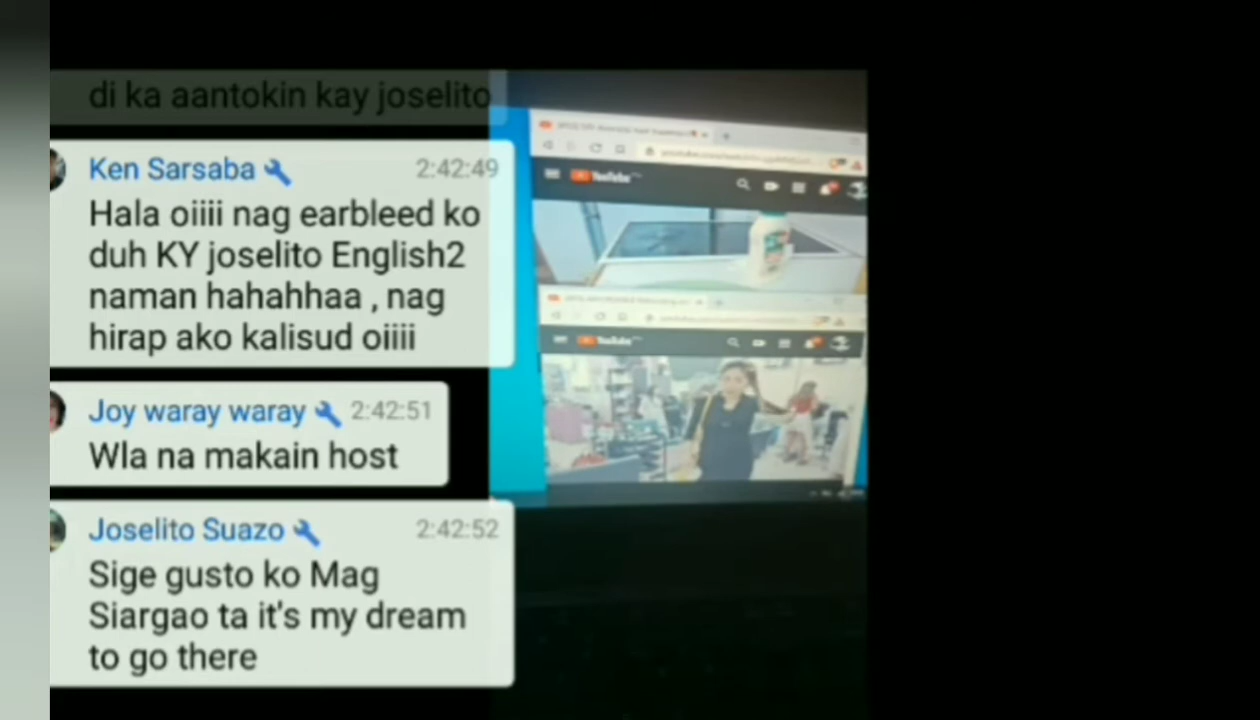 di ka aantokin kay joselito
Ken Sarsaba 2:42:49
Hala oiiii nag earbleed ko
duh KY joselito English2
naman hahahhaa , nag
hirap ako kalisud oiiii
Joy waray waray 2:42:51
Wla na makain host
Joselito Suazo 2:42:52
Sige gusto ko Mag
Siargao ta it's my dream
to go there
YouTube
YouTube